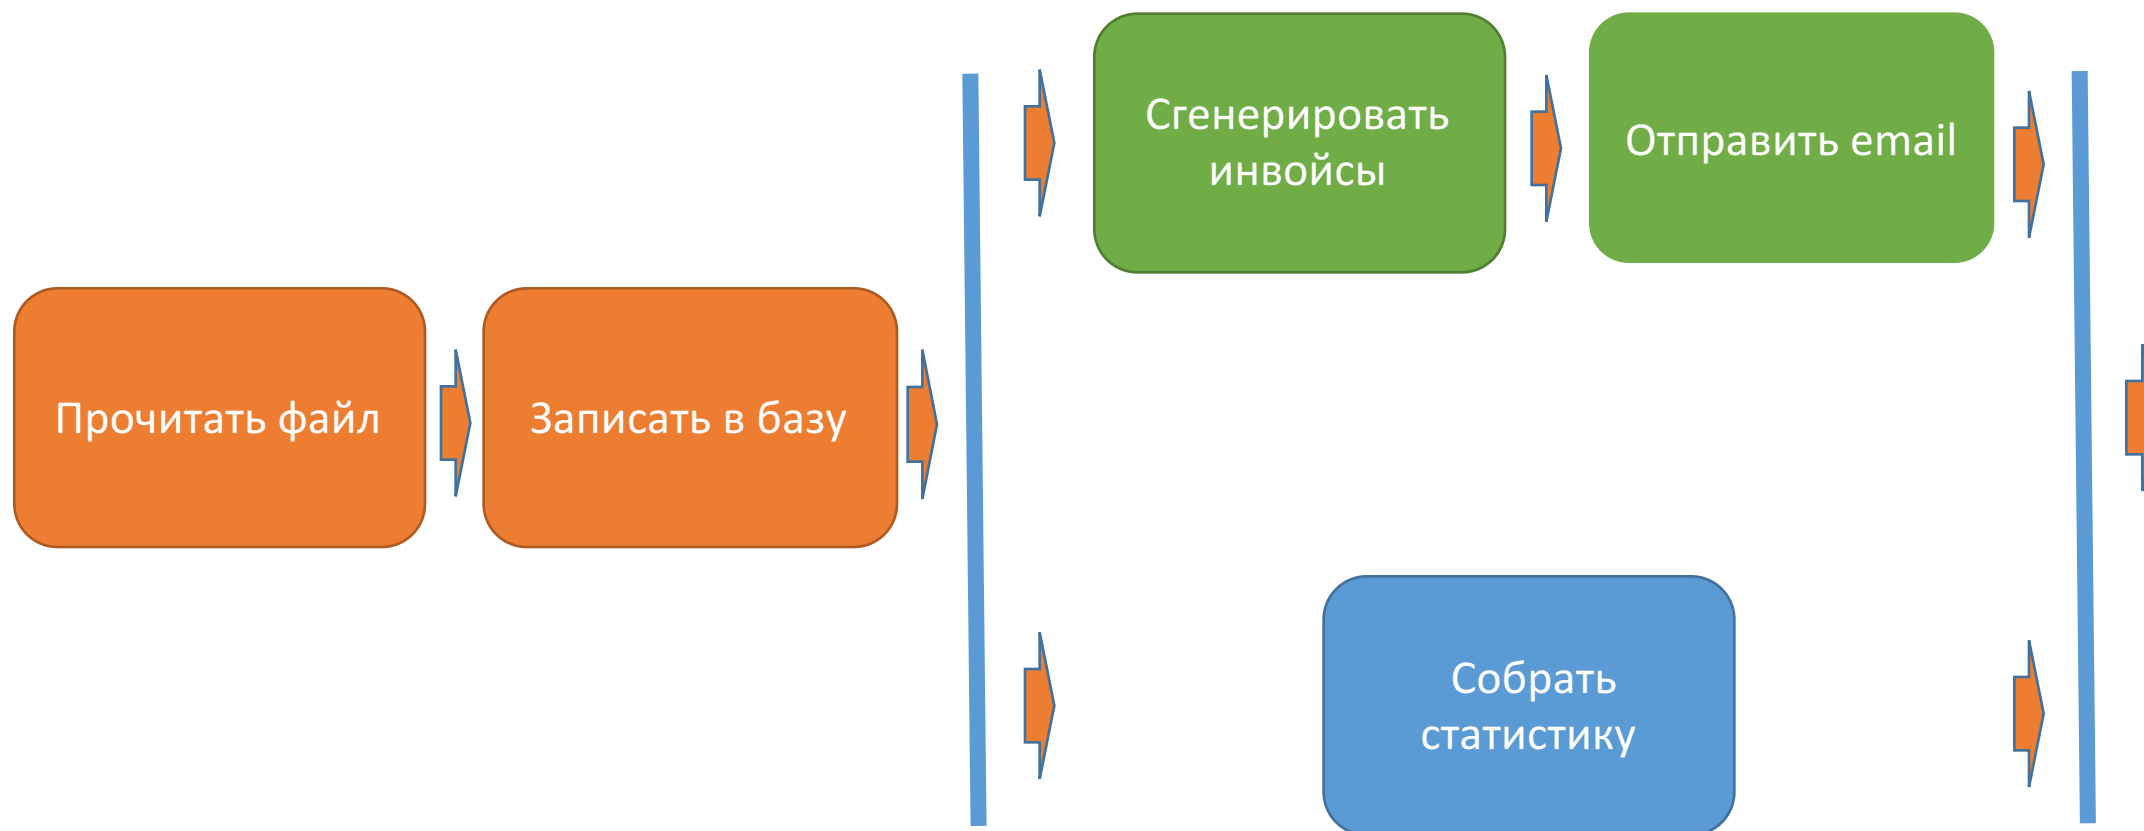 Сгенерировать
инвойсы
Отправить email
Прочитать файл
Записать в базу
Собрать
статистику